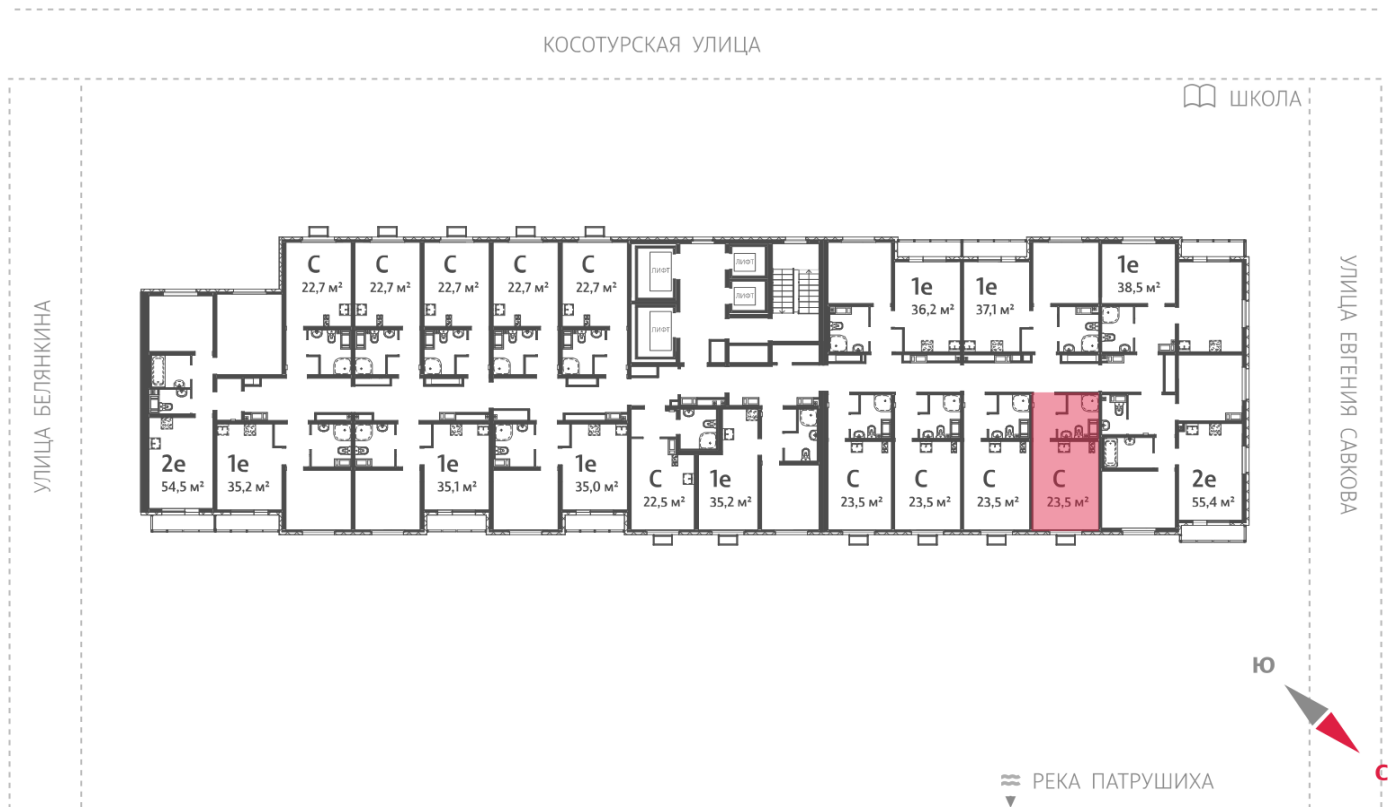 КОСОТУРСКАЯ УЛИЦА
ШКОЛА
УЛИЦА БЕЛЯНКИНА
УЛИЦА ЕВГЕНИЯ САВКОВА
С
22,7 м²
С
22,7 м²
С
22,7 м²
С
22,7 м²
С
22,7 м²
ЛИФТ
ЛИФТ
ЛИФТ
ЛИФТ
1е
36,2 м²
1е
37,1 м²
1е
38,5 м²
2е
54,5 м²
1е
35,2 м²
1е
35,1 м²
1е
35,0 м²
С
22,5 м²
1е
35,2 м²
С
23,5 м²
С
23,5 м²
С
23,5 м²
С
23,5 м²
2е
55,4 м²
Ю
С
РЕКА ПАТРУШИХА